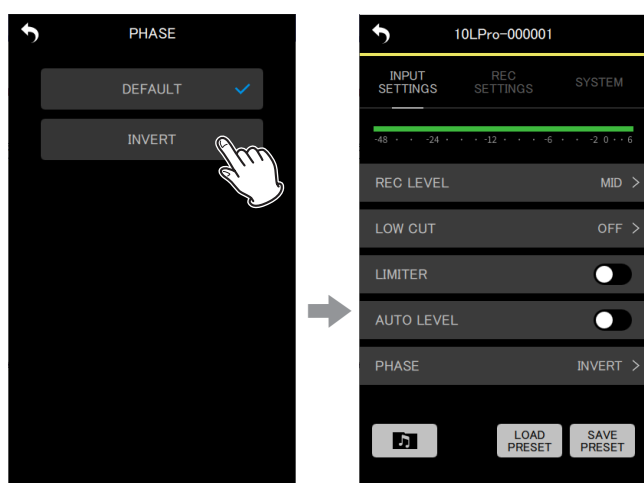 PHASE
DEFAULT
INVERT
10LPro-000001
INPUT
SETTINGS
REC
SETTINGS
SYSTEM
-48 · · -24 · · · -12 · · · · -6 · · -2 0 · · 6
REC LEVEL MID >
LOW CUT OFF >
LIMITER
AUTO LEVEL
PHASE INVERT >
LOAD
PRESET
SAVE
PRESET